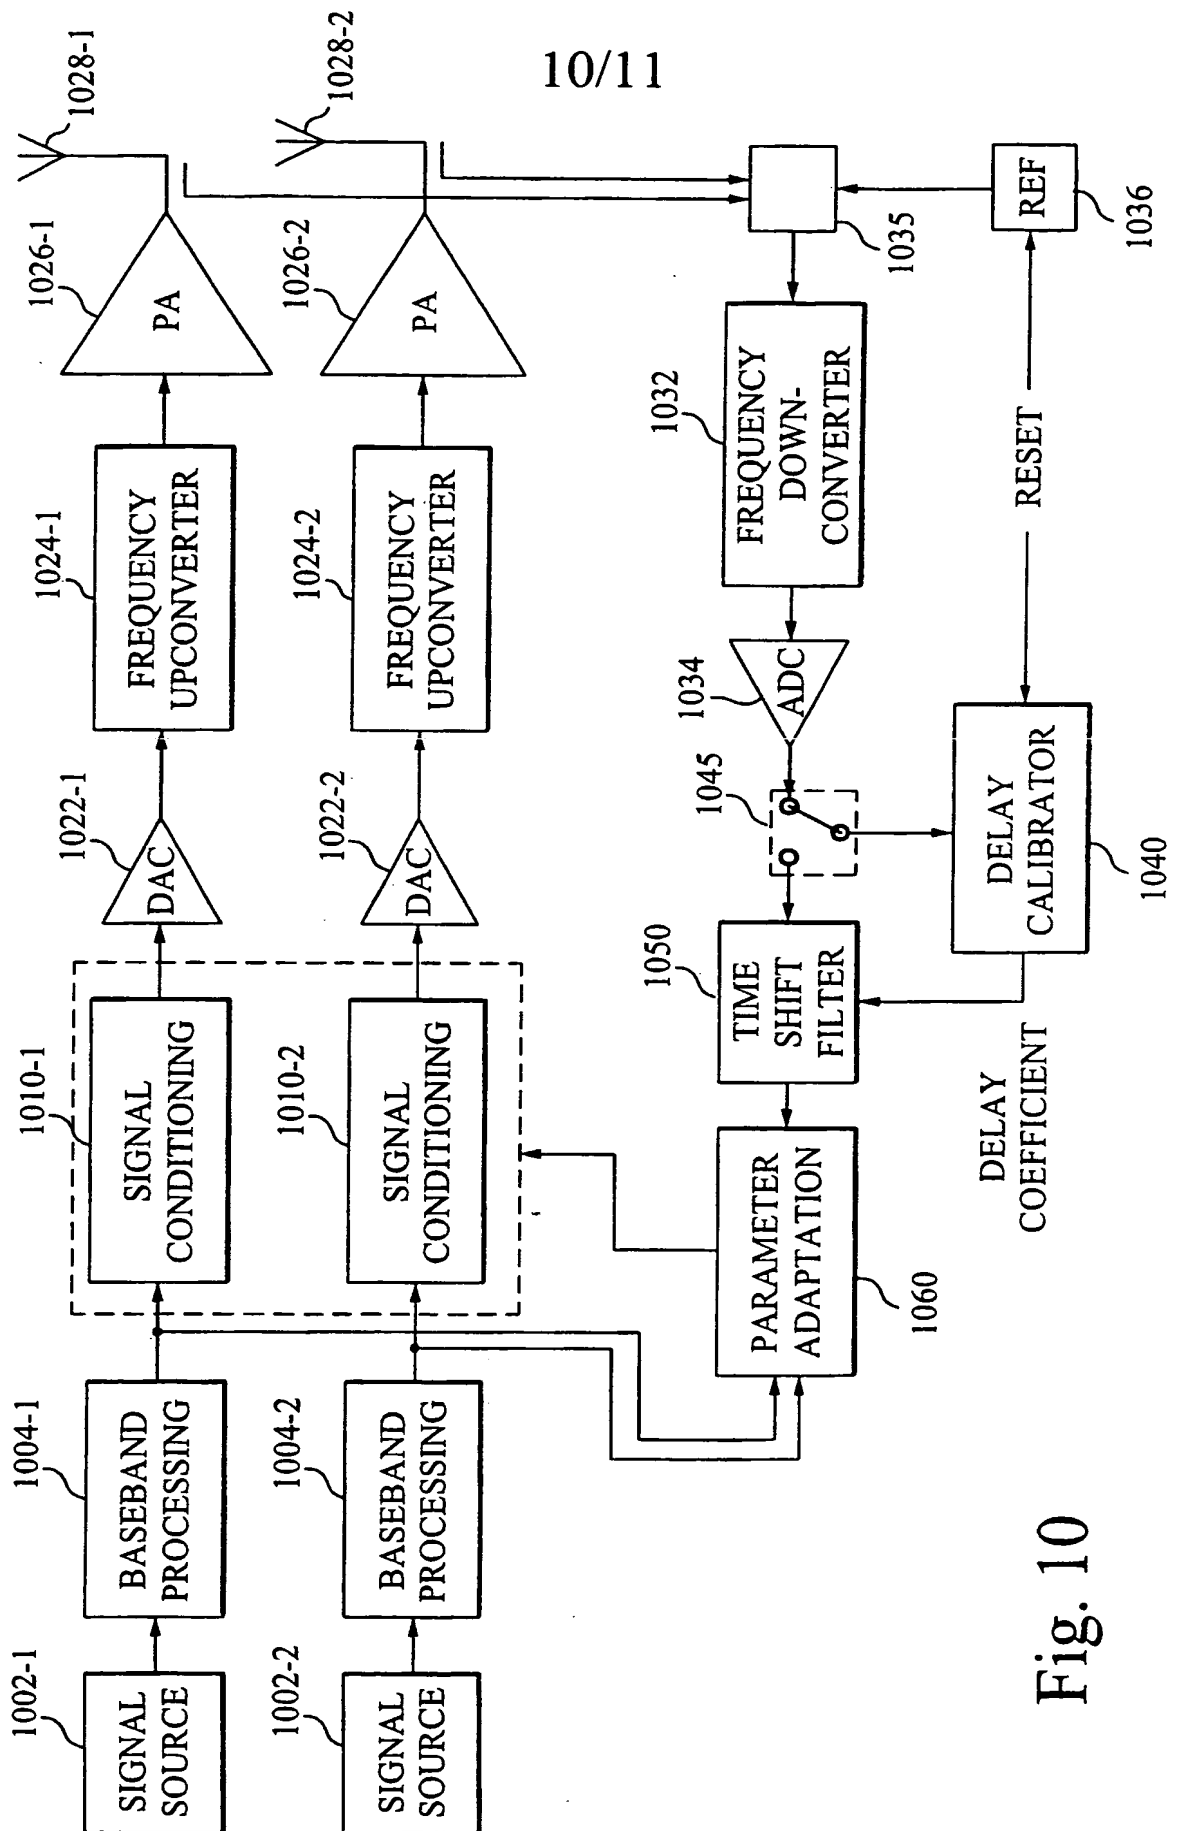 10/11
1002-1
SIGNAL
SOURCE
1004-1
BASEBAND
PROCESSING
1010-1
SIGNAL
CONDITIONING
1022-1
DAC
1024-1
FREQUENCY
UPCONVERTER
1026-1
PA
1028-1
1002-2
SIGNAL
SOURCE
1004-2
BASEBAND
PROCESSING
1010-2
SIGNAL
CONDITIONING
1022-2
DAC
1024-2
FREQUENCY
UPCONVERTER
1026-2
PA
1028-2
PARAMETER
ADAPTATION
1060
1050
TIME
SHIFT
FILTER
1045
1034
ADC
1032
FREQUENCY
DOWN-
CONVERTER
1035
DELAY
COEFFICIENT
DELAY
CALIBRATOR
1040
RESET
REF
1036
Fig. 10